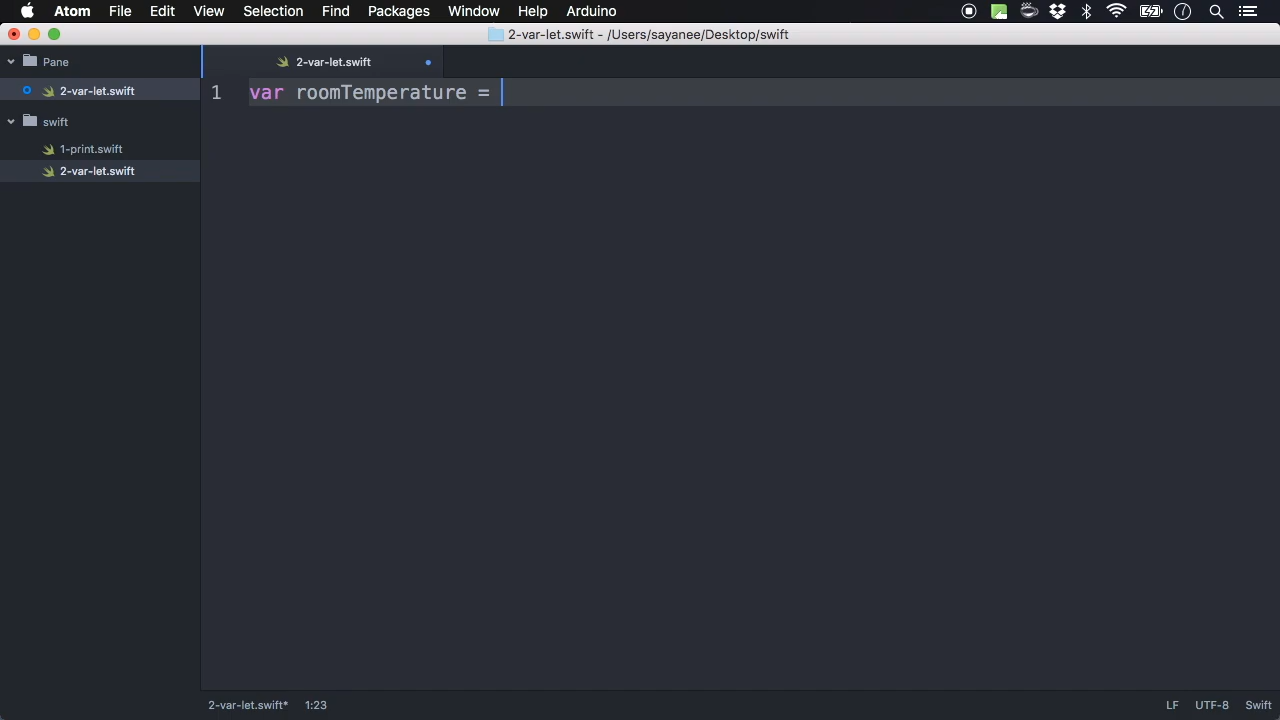 Atom File Edit View Selection Find Packages Window Help Arduino
2-var-let.swift - /Users/sayanee/Desktop/swift
Pane
2-var-let.swift
2-var-let.swift
swift
1-print.swift
2-var-let.swift
1 var roomTemperature =
2-var-let.swift* 1:23 LF UTF-8 Swift